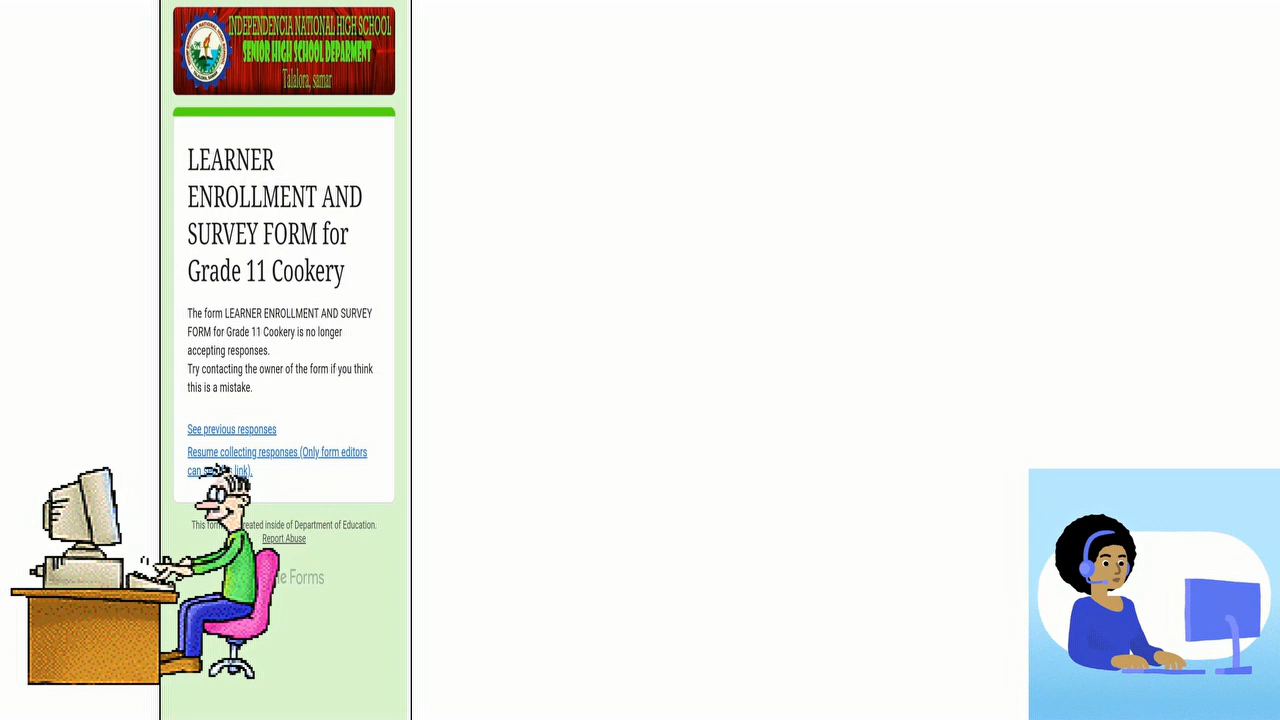 INDEPENDENCIA NATIONAL HIGH SCHOOL
SENIOR HIGH SCHOOL DEPARMENT
Talalora, samar
LEARNER
ENROLLMENT AND
SURVEY FORM for
Grade 11 Cookery
The form LEARNER ENROLLMENT AND SURVEY
FORM for Grade 11 Cookery is no longer
accepting responses.
Try contacting the owner of the form if you think
this is a mistake.
See previous responses
Resume collecting responses (Only form editors
can link).
This form created inside of Department of Education.
Report Abuse
Forms